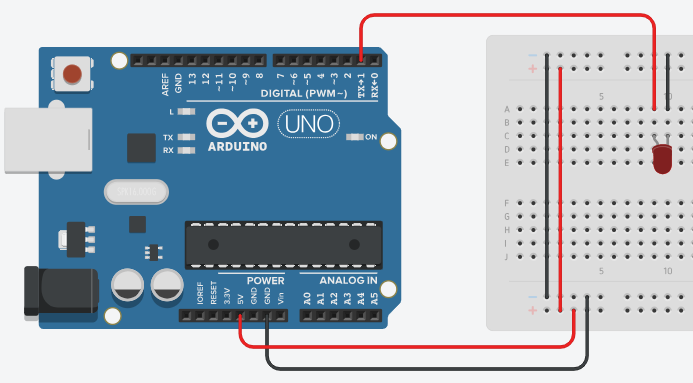 AREF
GND
13
12
~11
~10
~9
8
7
~6
~5
4
~3
2
TX→1
RX←0
DIGITAL (PWM~)
L
TX
RX
ARDUINO
UNO
ON
IOREF
RESET
3.3V
5V
GND
GND
Vin
POWER
ANALOG IN
A0
A1
A2
A3
A4
A5
− −
+ +
5 10
A
B
C
D
E
F
G
H
I
J
5 10
− −
+ +